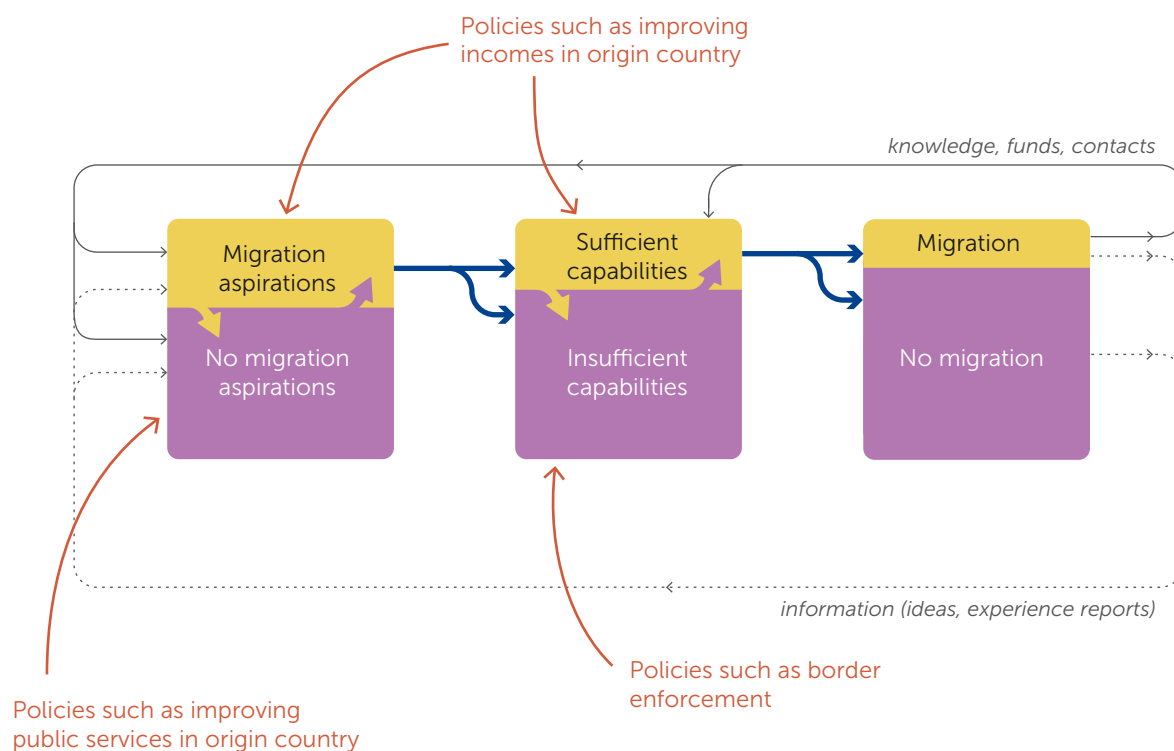 Policies such as improving
incomes in origin country
knowledge, funds, contacts
Migration
aspirations
No migration
aspirations
Sufficient
capabilities
Insufficient
capabilities
Migration
No migration
information (ideas, experience reports)
Policies such as border
enforcement
Policies such as improving
public services in origin country